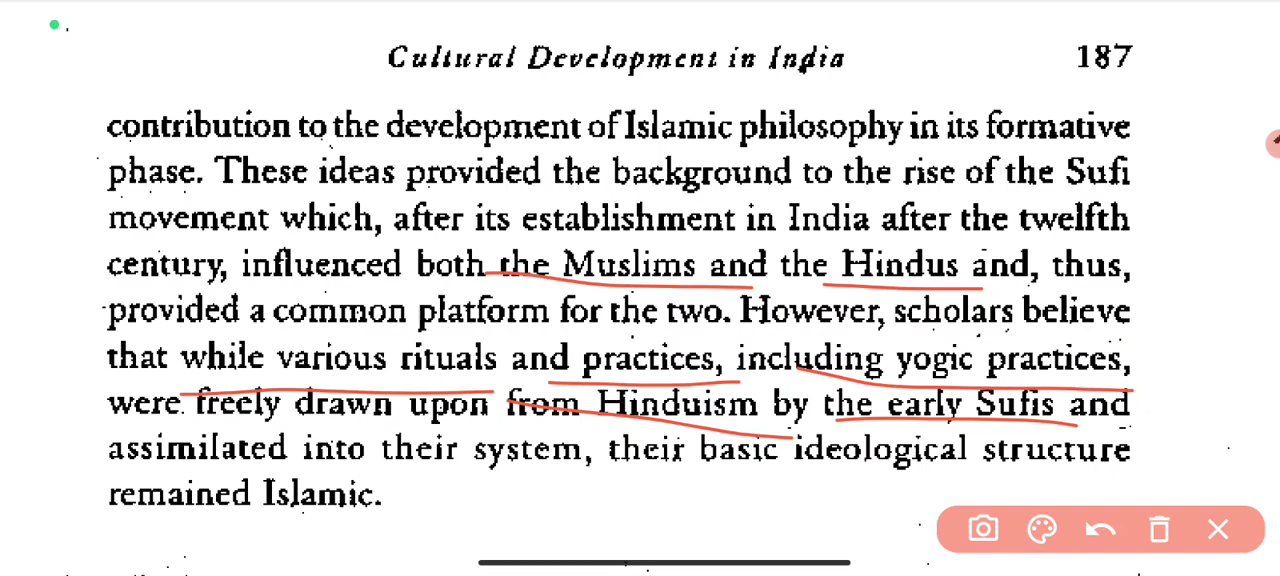 Cultural Development in India 187
contribution to the development of Islamic philosophy in its formative
phase. These ideas provided the background to the rise of the Sufi
movement which, after its establishment in India after the twelfth
century, influenced both the Muslims and the Hindus and, thus,
provided a common platform for the two. However, scholars believe
that while various rituals and practices, including yogic practices,
were freely drawn upon from Hinduism by the early Sufis and
assimilated into their system, their basic ideological structure
remained Islamic.